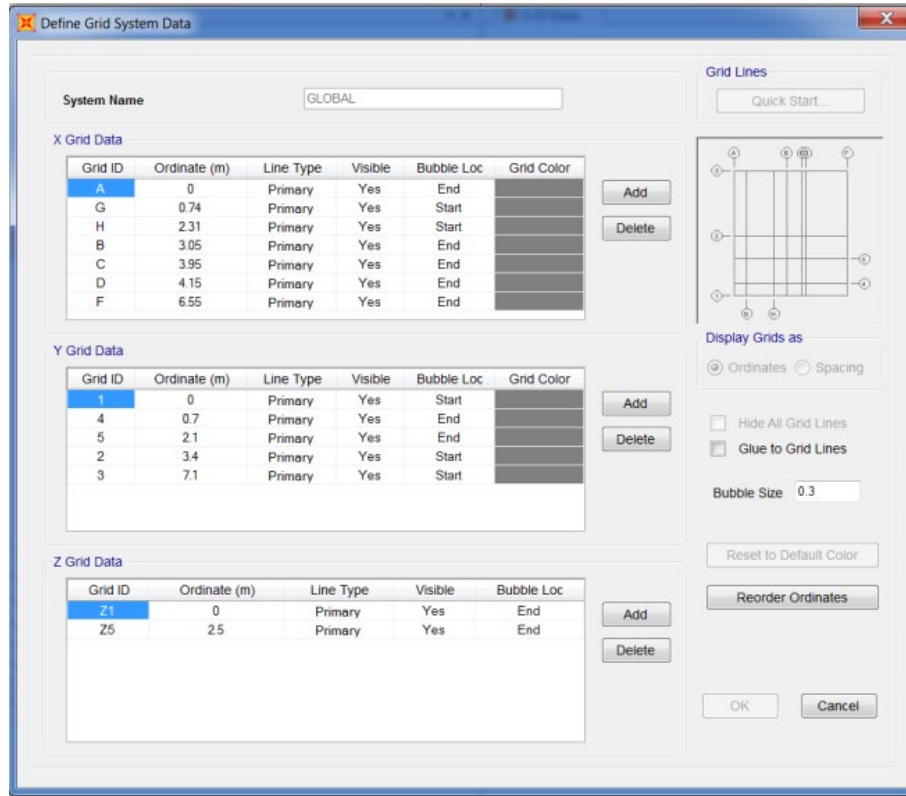 Define Grid System Data
System Name GLOBAL
Grid Lines
Quick Start...
X Grid Data
Grid ID Ordinate (m) Line Type Visible Bubble Loc Grid Color
A 0 Primary Yes End
G 0.74 Primary Yes Start
H 2.31 Primary Yes Start
B 3.05 Primary Yes End
C 3.95 Primary Yes End
D 4.15 Primary Yes End
F 6.55 Primary Yes End
Add
Delete
A F
3
2
1
5
4
Y Grid Data
Grid ID Ordinate (m) Line Type Visible Bubble Loc Grid Color
1 0 Primary Yes Start
4 0.7 Primary Yes End
5 2.1 Primary Yes End
2 3.4 Primary Yes Start
3 7.1 Primary Yes Start
Add
Delete
Display Grids as
Ordinates Spacing
Hide All Grid Lines
Glue to Grid Lines
Bubble Size 0.3
Z Grid Data
Grid ID Ordinate (m) Line Type Visible Bubble Loc
Z1 0 Primary Yes End
Z5 2.5 Primary Yes End
Add
Delete
Reset to Default Color
Reorder Ordinates
OK Cancel